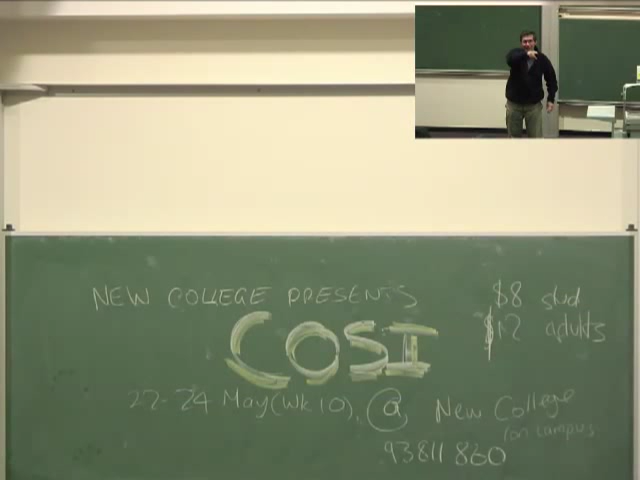 NEW COLLEGE PRESENTS
$8 stud
COSI
$12 adults
22-24 May (Wk 10), @ New College
(on campus)
93811 860